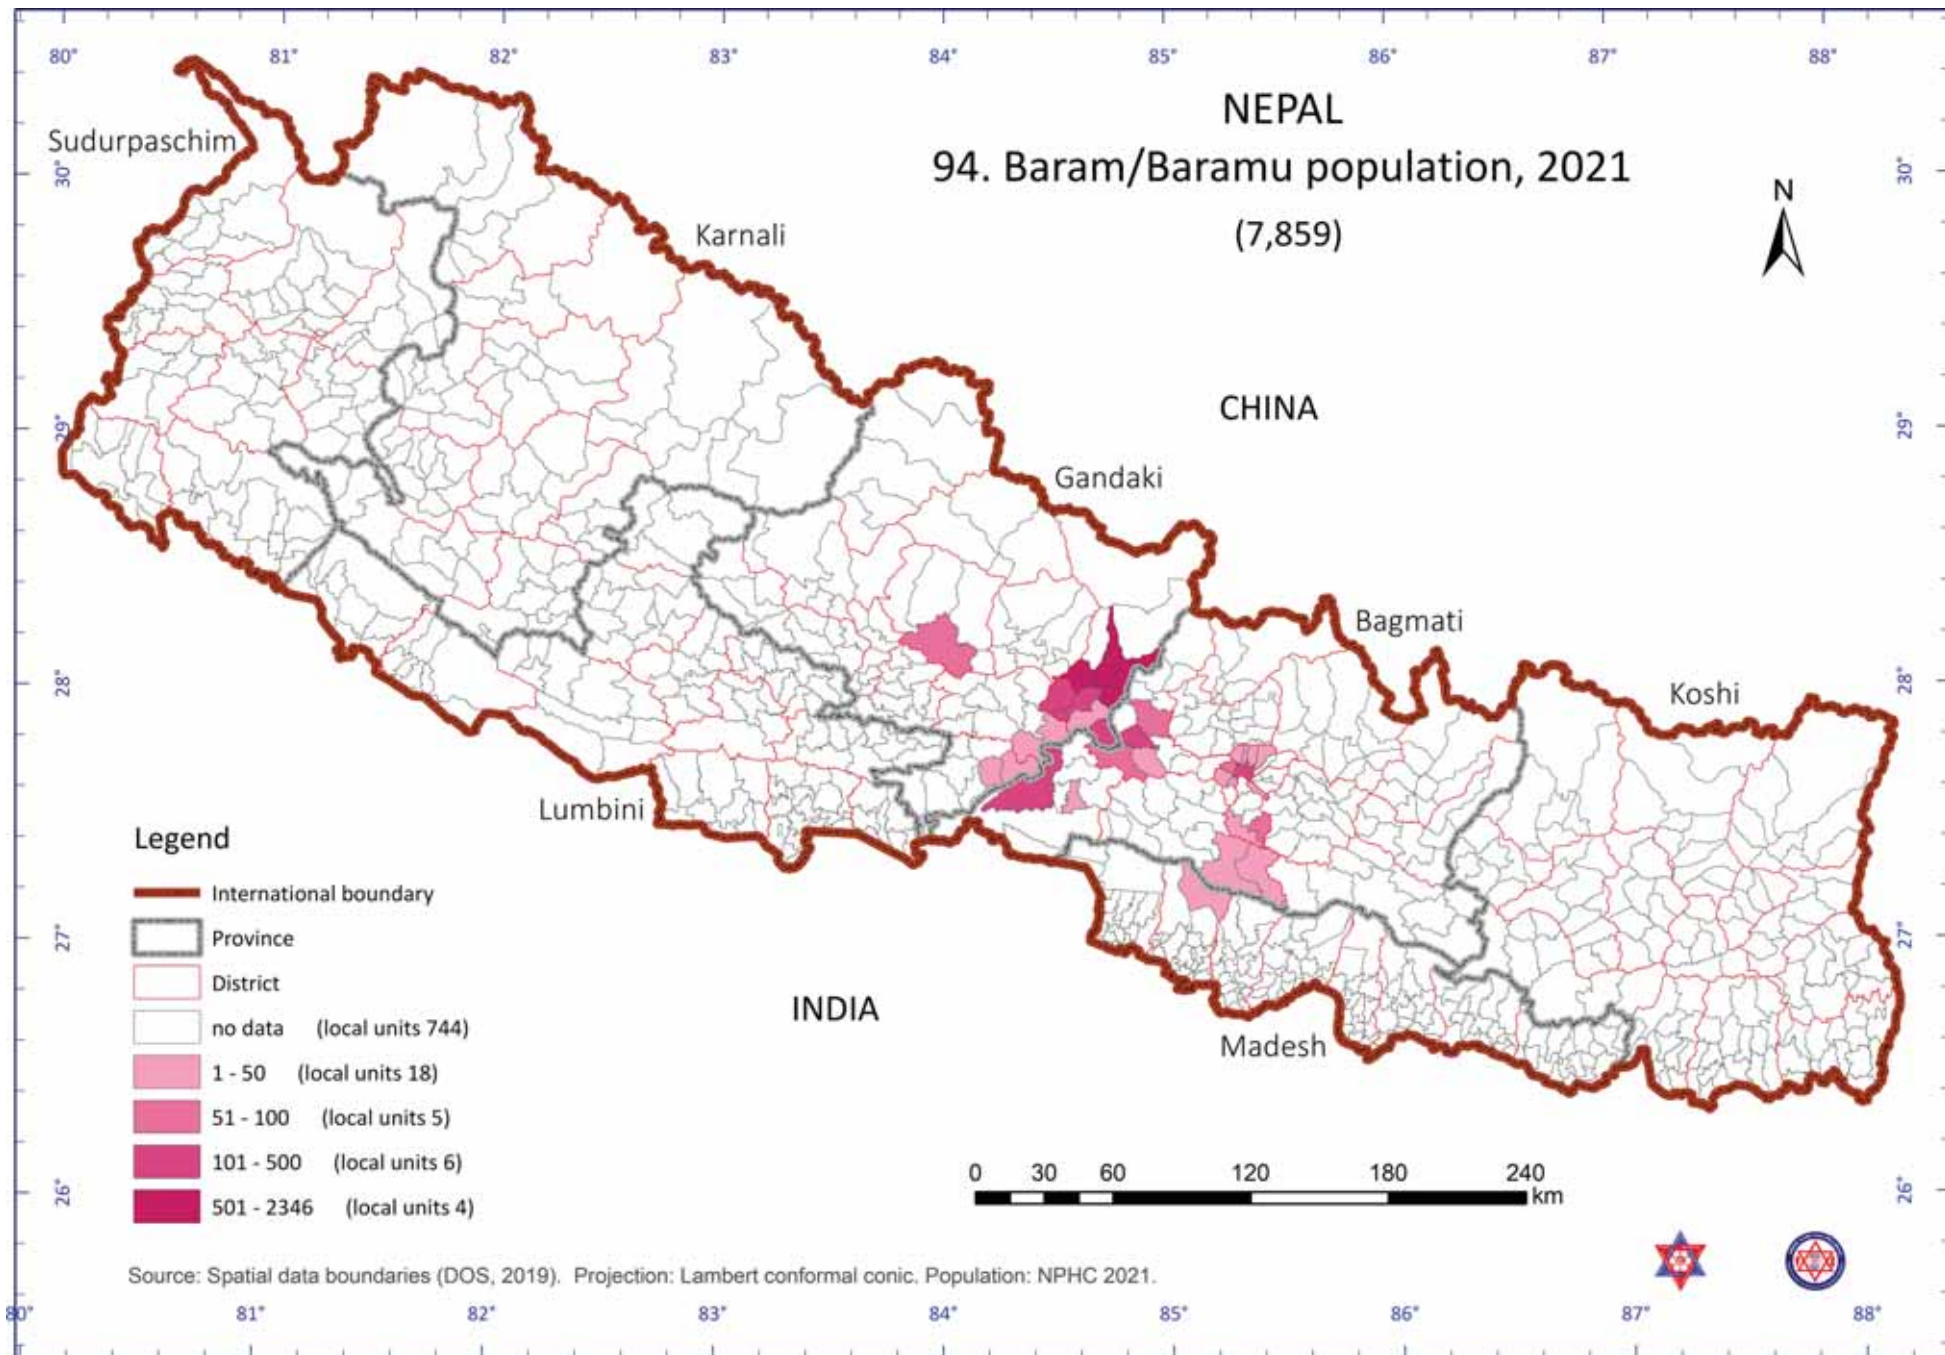 80° 81° 82° 83° 84° 85° 86° 87° 88°
NEPAL
94. Baram/Baramu population, 2021
(7,859)
N
Sudurpaschim
30° 30°
Karnali
CHINA
29° 29°
Gandaki
Bagmati
Koshi
28° 28°
Lumbini
Legend
International boundary
Province
District
no data (local units 744)
1 - 50 (local units 18)
51 - 100 (local units 5)
101 - 500 (local units 6)
501 - 2346 (local units 4)
27° 27°
INDIA
Madesh
0 30 60 120 180 240
km
26° 26°
Source: Spatial data boundaries (DOS, 2019). Projection: Lambert conformal conic. Population: NPHC 2021.
80° 81° 82° 83° 84° 85° 86° 87° 88°